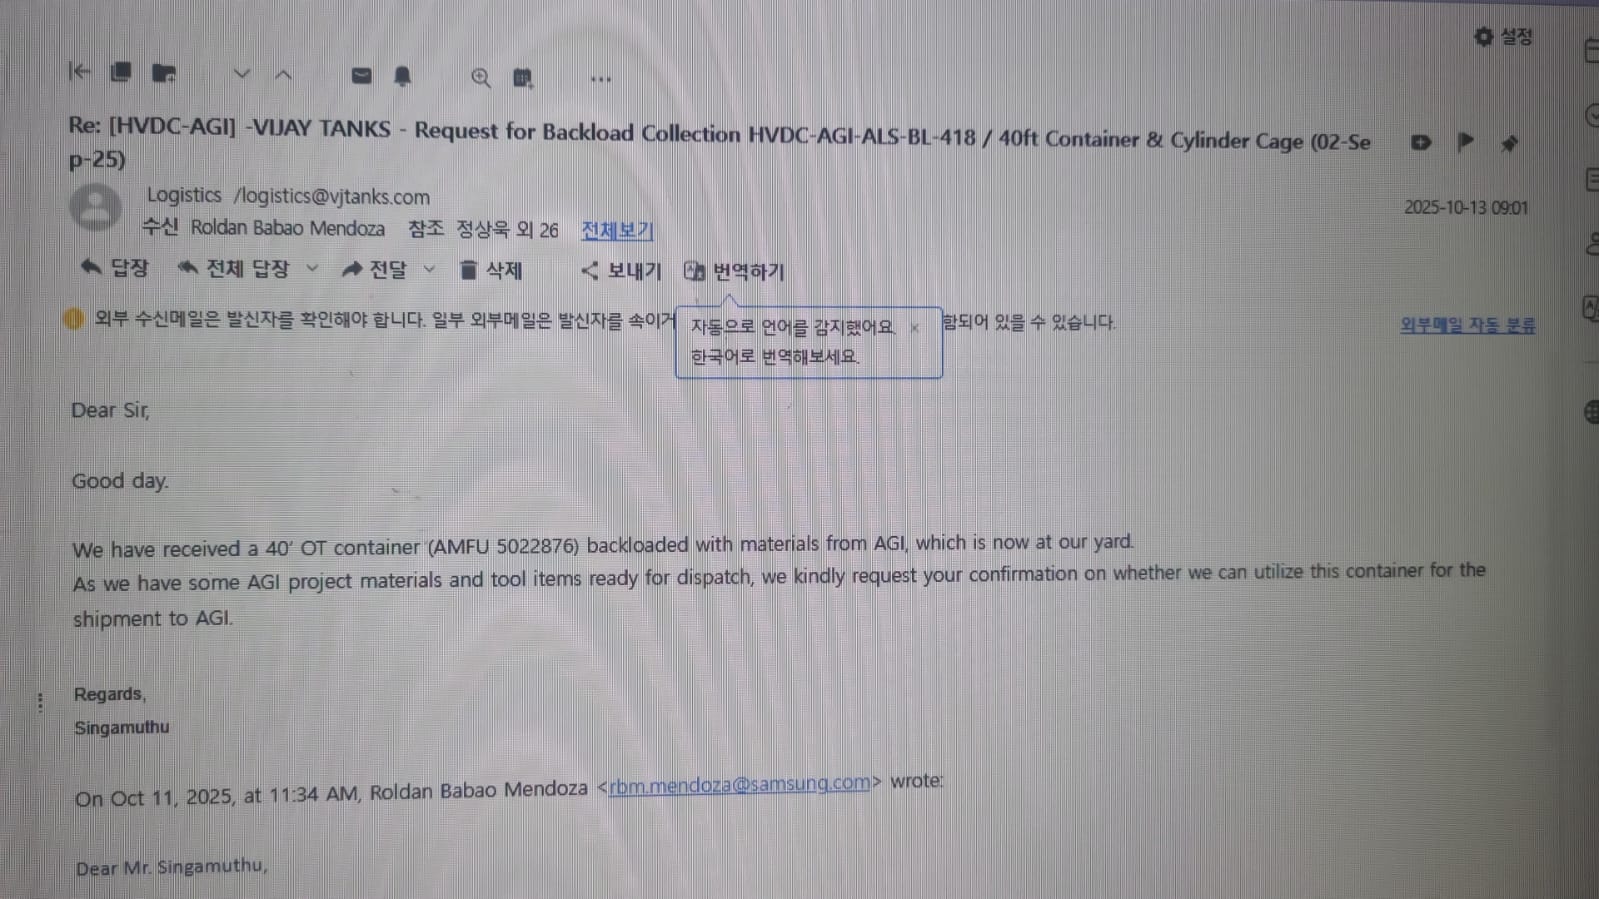 설정
Re: [HVDC-AGI] -VIJAY TANKS - Request for Backload Collection HVDC-AGI-ALS-BL-418 / 40ft Container & Cylinder Cage (02-Se
p-25)
Logistics /logistics@vjtanks.com
2025-10-13 09:01
수신 Roldan Babao Mendoza 참조 정상욱 외 26 전체보기
답장 전체 답장 전달 삭제 보내기 번역하기
외부 수신메일은 발신자를 확인해야 합니다. 일부 외부메일은 발신자를 속이거 함되어 있을 수 있습니다.
외부메일 자동 분류
자동으로 언어를 감지했어요. ×
한국어로 번역해보세요.
Dear Sir,
Good day.
We have received a 40' OT container (AMFU 5022876) backloaded with materials from AGI, which is now at our yard.
As we have some AGI project materials and tool items ready for dispatch, we kindly request your confirmation on whether we can utilize this container for the
shipment to AGI.
Regards,
Singamuthu
On Oct 11, 2025, at 11:34 AM, Roldan Babao Mendoza <rbm.mendoza@samsung.com> wrote:
Dear Mr. Singamuthu,